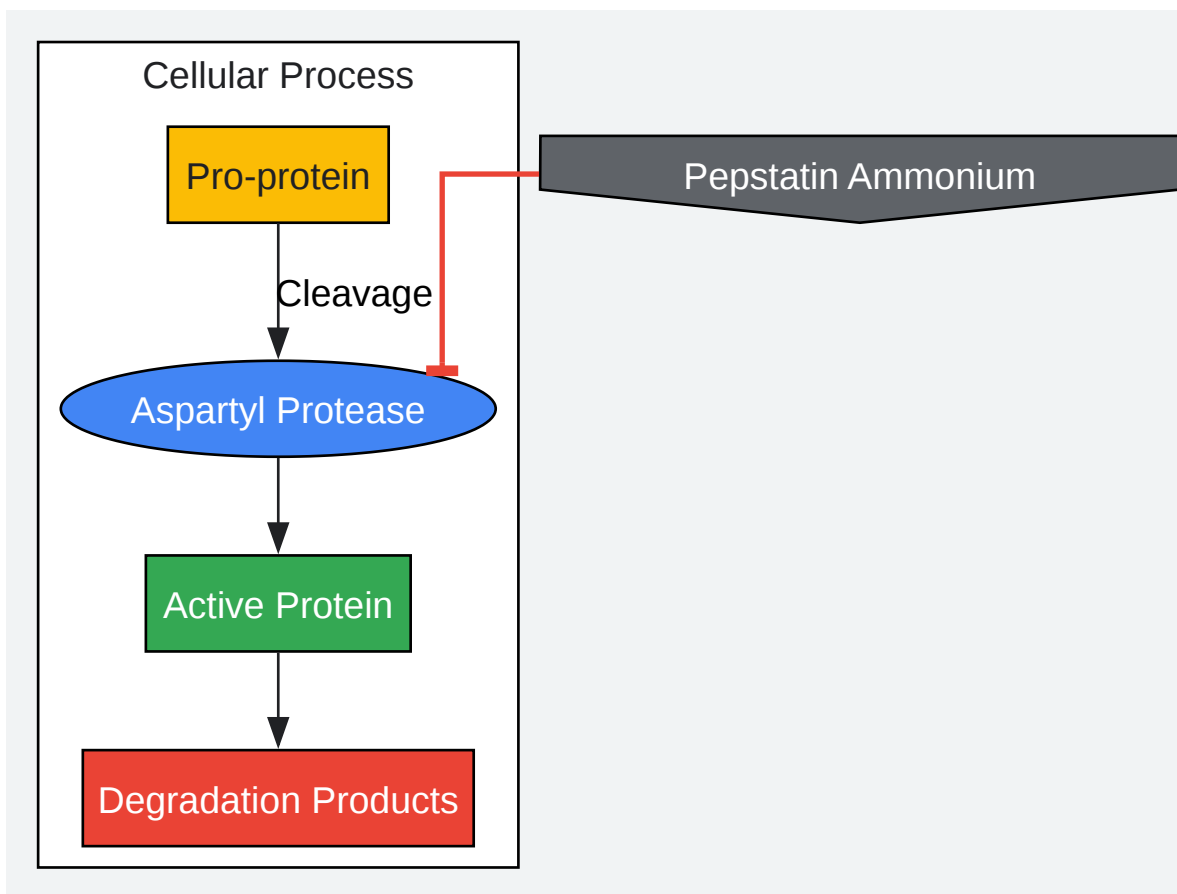 Cellular Process
Pro-protein
Pepstatin Ammonium
Cleavage
Aspartyl Protease
Active Protein
Degradation Products